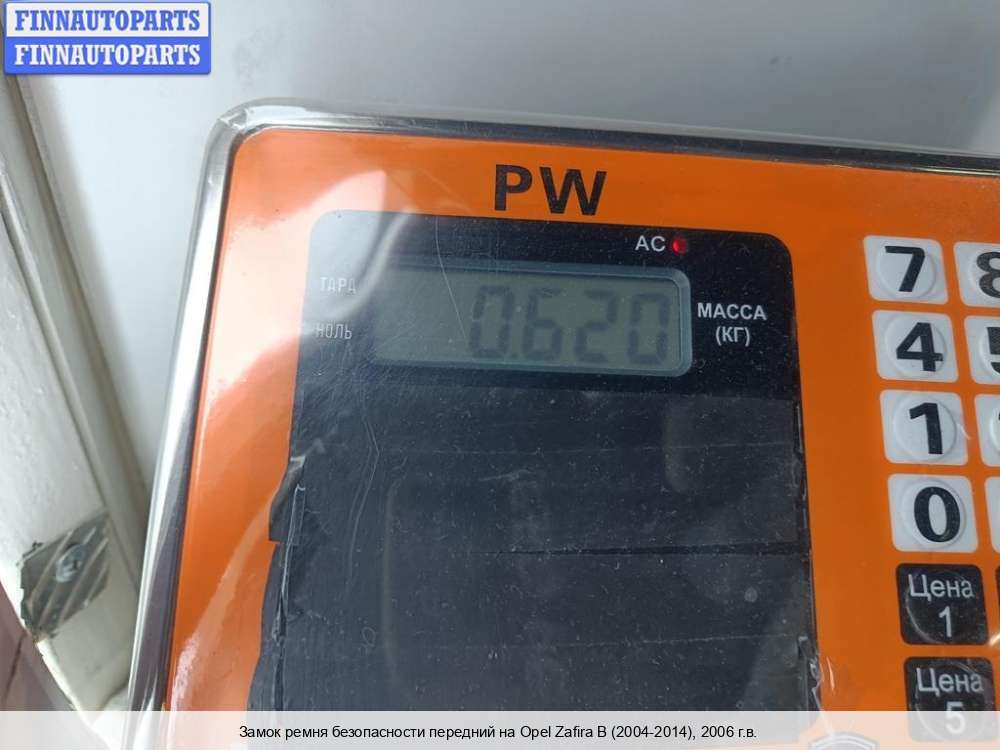 FINNAUTOPARTS
FINNAUTOPARTS
PW
AC
ТАРА
НОЛЬ
0.620
МАССА
(КГ)
7 8
4 5
1
0
Цена
1
Цена
5
Замок ремня безопасности передний на Opel Zafira B (2004-2014), 2006 г.в.